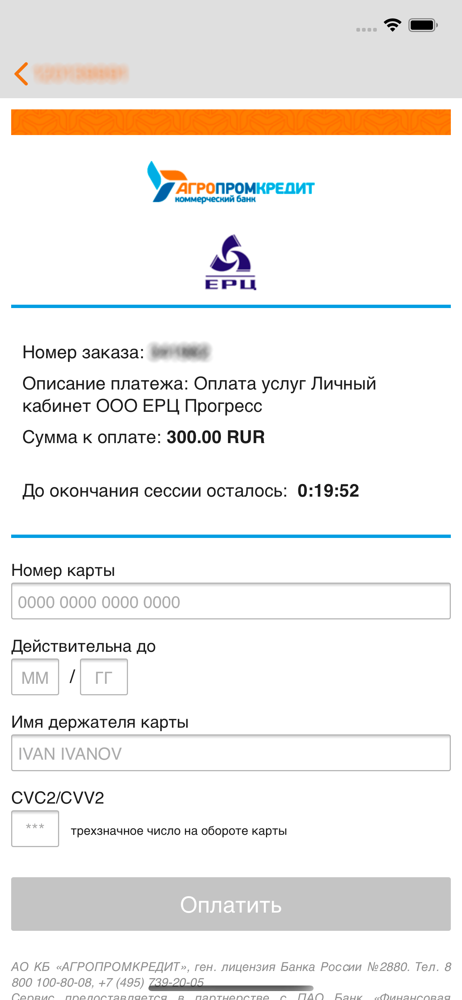 АГРОПРОМКРЕДИТ
коммерческий банк
ЕРЦ
Номер заказа:
Описание платежа: Оплата услуг Личный
кабинет ООО ЕРЦ Прогресс
Сумма к оплате: 300.00 RUR
До окончания сессии осталось: 0:19:52
Номер карты
0000 0000 0000 0000
Действительна до
ММ / ГГ
Имя держателя карты
IVAN IVANOV
CVC2/CVV2
*** трехзначное число на обороте карты
Оплатить
АО КБ «АГРОПРОМКРЕДИТ», ген. лицензия Банка России №2880. Тел. 8
800 100-80-08, +7 (495) 739-20-05
Сервис предоставляется в партнерстве с ПАО Банк «Финансовая